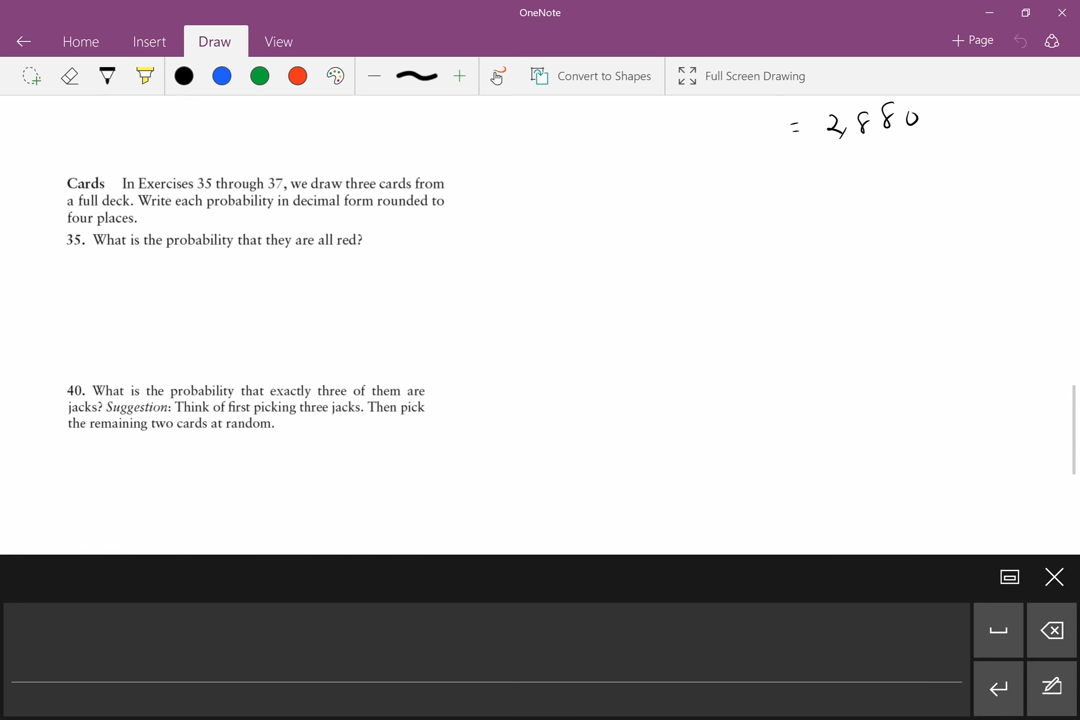 OneNote
Home Insert Draw View
+ Page
Convert to Shapes Full Screen Drawing
= 2,880
Cards In Exercises 35 through 37, we draw three cards from
a full deck. Write each probability in decimal form rounded to
four places.
35. What is the probability that they are all red?
40. What is the probability that exactly three of them are
jacks? Suggestion: Think of first picking three jacks. Then pick
the remaining two cards at random.